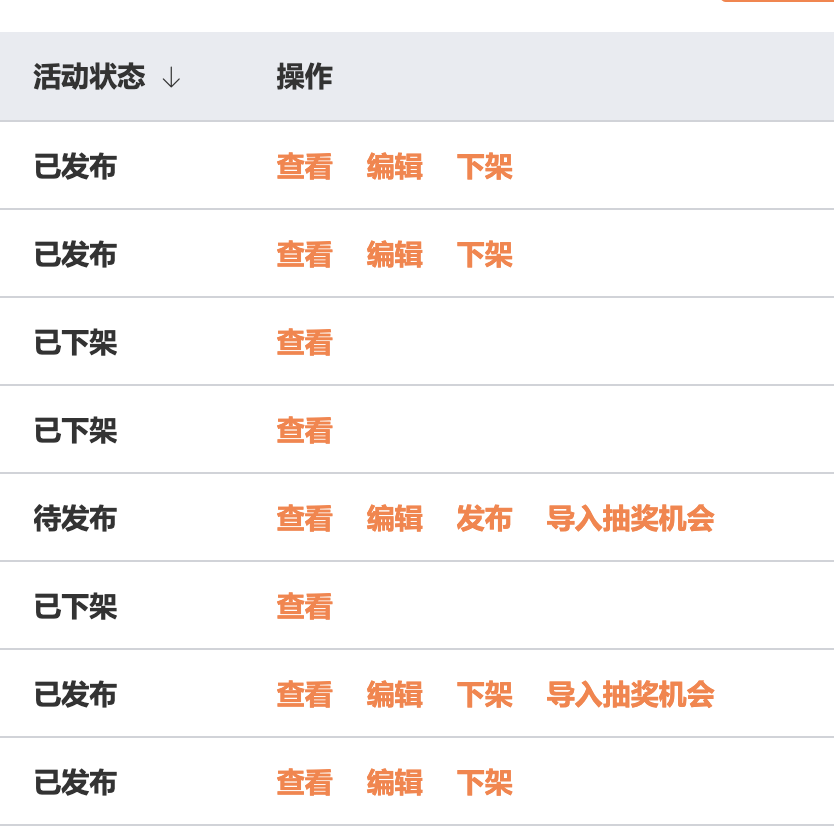 活动状态 ↓ 操作
已发布 查看 编辑 下架
已发布 查看 编辑 下架
已下架 查看
已下架 查看
待发布 查看 编辑 发布 导入抽奖机会
已下架 查看
已发布 查看 编辑 下架 导入抽奖机会
已发布 查看 编辑 下架